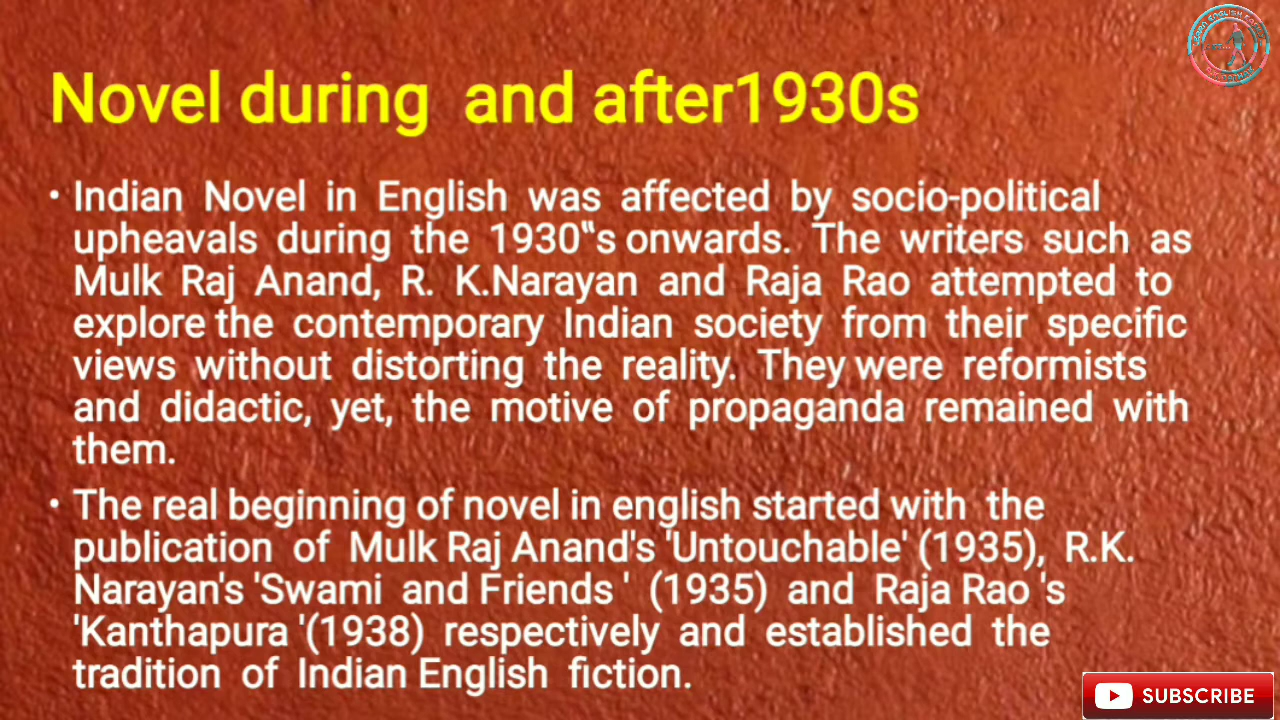 Novel during and after1930s
• Indian Novel in English was affected by socio-political
upheavals during the 1930‟s onwards. The writers such as
Mulk Raj Anand, R. K.Narayan and Raja Rao attempted to
explore the contemporary Indian society from their specific
views without distorting the reality. They were reformists
and didactic, yet, the motive of propaganda remained with
them.
• The real beginning of novel in english started with the
publication of Mulk Raj Anand's 'Untouchable' (1935), R.K.
Narayan's 'Swami and Friends ' (1935) and Raja Rao 's
'Kanthapura '(1938) respectively and established the
tradition of Indian English fiction.
SUBSCRIBE